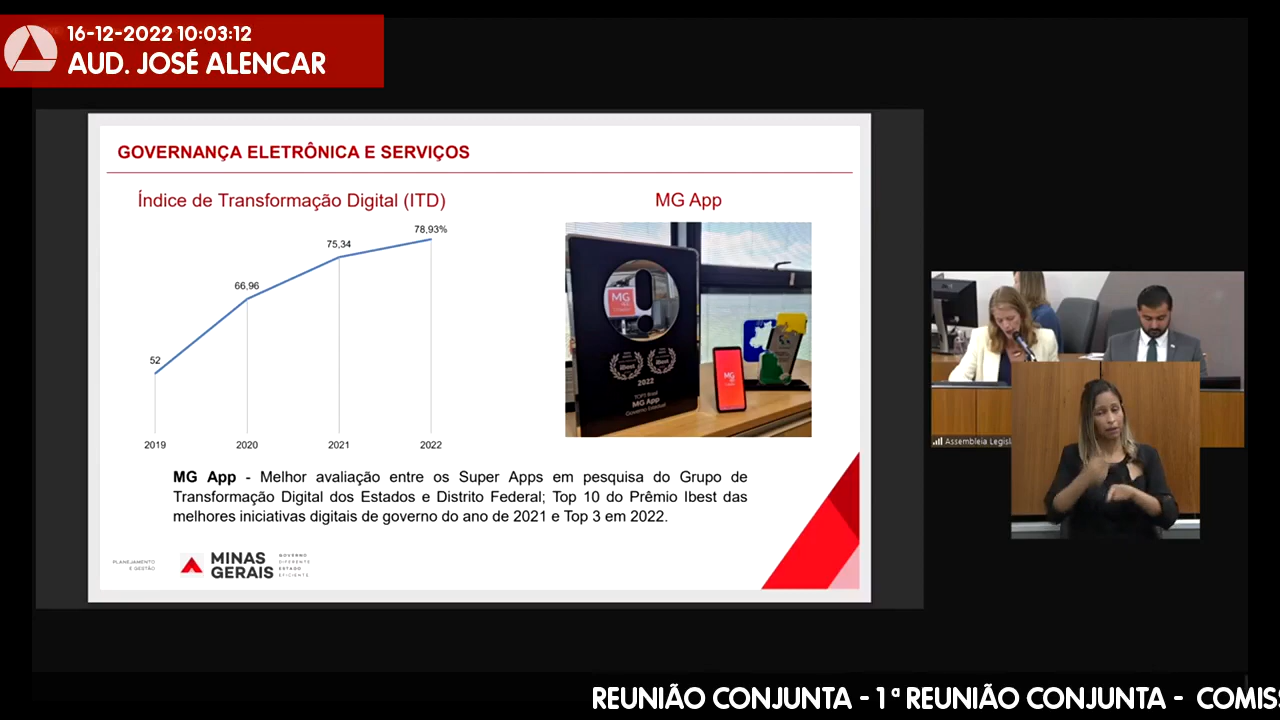 16-12-2022 10:03:12
AUD. JOSÉ ALENCAR
GOVERNANÇA ELETRÔNICA E SERVIÇOS
Índice de Transformação Digital (ITD)
78,93%
75,34
66,96
52
2019 2020 2021 2022
MG App
MG
2022
MG App
MG
MG App - Melhor avaliação entre os Super Apps em pesquisa do Grupo de
Transformação Digital dos Estados e Distrito Federal; Top 10 do Prêmio Ibest das
melhores iniciativas digitais de governo do ano de 2021 e Top 3 em 2022.
PLANEJAMENTO
E GESTÃO
MINAS
GERAIS
GOVERNO
DIFERENTE
ESTADO
EFICIENTE
Assembleia Legisl
REUNIÃO CONJUNTA - 1ª REUNIÃO CONJUNTA - COMIS